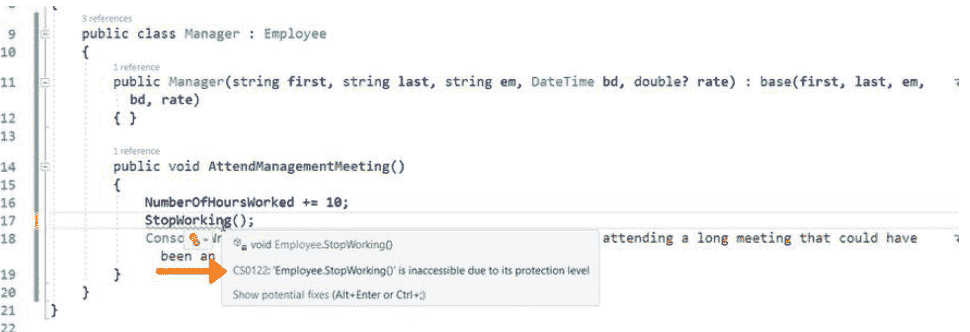 8 {
3 references
9 public class Manager : Employee
10 {
1 reference
11 public Manager(string first, string last, string em, DateTime bd, double? rate) : base(first, last, em,
bd, rate)
12 { }
13
1 reference
14 public void AttendManagementMeeting()
15 {
16 NumberOfHoursWorked += 10;
17 StopWorking();
18 Conso attending a long meeting that could have
been an
void Employee.StopWorking()
CS0122: 'Employee.StopWorking()' is inaccessible due to its protection level
Show potential fixes (Alt+Enter or Ctrl+;)
19 }
20 }
21 }
22